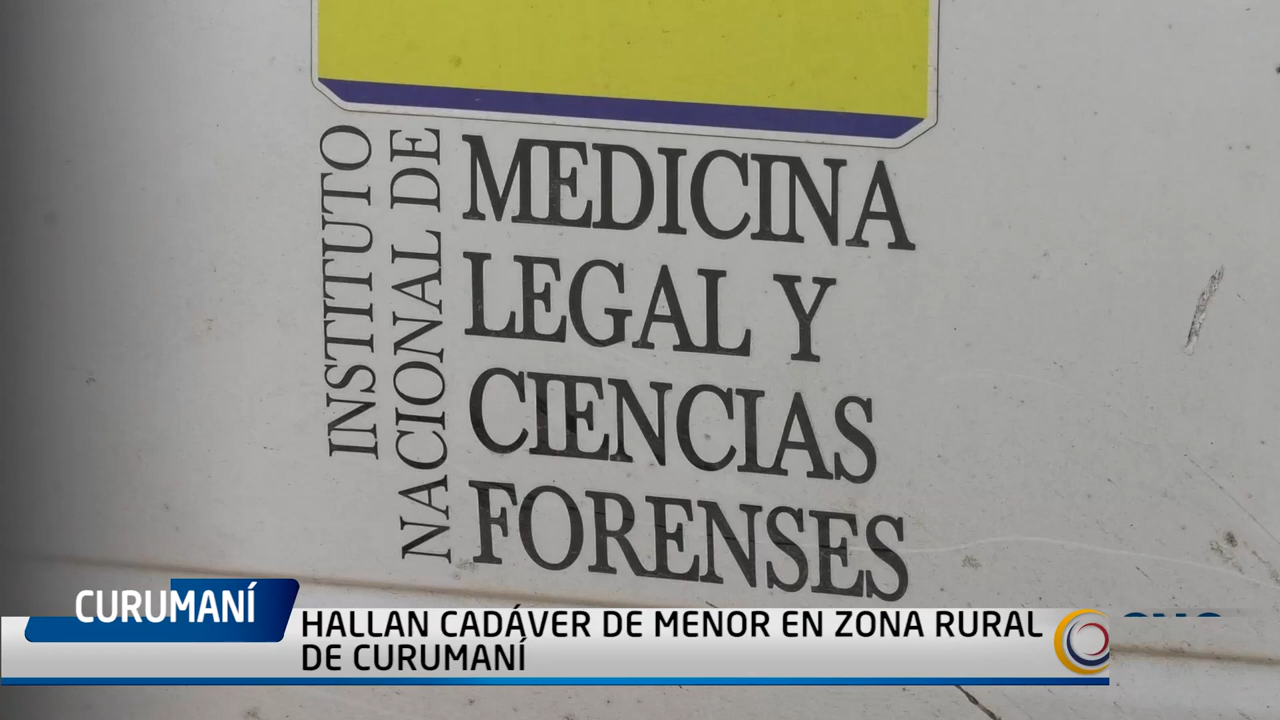 INSTITUTO
NACIONAL DE
MEDICINA
LEGAL Y
CIENCIAS
FORENSES
CURUMANÍ
HALLAN CADÁVER DE MENOR EN ZONA RURAL
DE CURUMANÍ